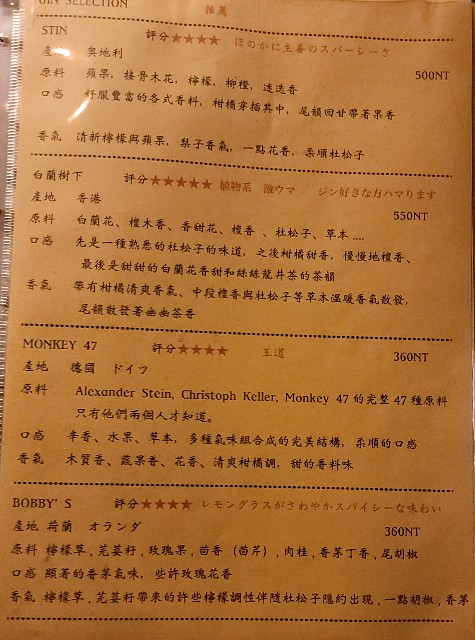 GIN SELECTION
推薦
STIN 評分★★★★ ほのかに生姜のスパーシーさ
產地 奧地利
500NT
原料 蘋果，接骨木花，檸檬，柳橙，迷迭香
口感 紓服豐富的各式香料，柑橘穿插其中，尾韻回甘帶著果香
香氣 清新檸檬與蘋果，梨子香氣，一點花香，柔順杜松子
白蘭樹下 評分★★★★★ 植物系 激ウマ ジン好きな方ハマります
產地 香港
550NT
原料 白蘭花、檀木香、香甜花、檀香、杜松子、草本....
口感 先是一種熟悉的杜松子的味道，之後柑橘甜香，慢慢地檀香、
最後是甜甜的白蘭花香甜和絲絲龍井茶的茶韻
香氣 帶有柑橘清爽香氣、中段檀香與杜松子等草本溫暖香氣散發，
尾韻散發著幽幽茶香
MONKEY 47 評分★★★★ 王道
360NT
產地 德國 ドイツ
原料 Alexander Stein, Christoph Keller, Monkey 47 的完整 47 種原料
只有他們兩個人才知道。
口感 辛香、水果、草本，多種氣味組合成的完美結構，柔順的口感
香氣 木質香、蔬果香、花香、清爽柑橘調，甜的香料味
BOBBY' S 評分★★★★ レモングラスがさわやかスパイシーな味わい
產地 荷蘭 オランダ
360NT
原料 檸檬草，芫荽籽，玫瑰果，茴香（茴芹），肉桂，香茅丁香，尾胡椒
口感 顯著的香茅氣味，些許玫瑰花香
香氣 檸檬草，芫荽籽帶來的許些檸檬調性伴隨杜松子隱約出現，一點胡椒，香茅